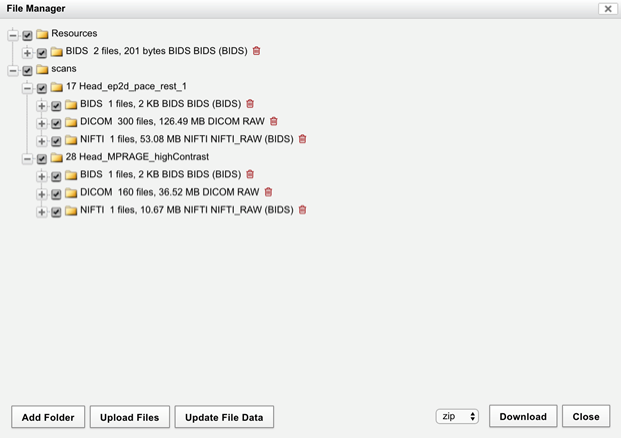 File Manager
Resources
BIDS 2 files, 201 bytes BIDS BIDS (BIDS)
scans
17 Head_ep2d_pace_rest_1
BIDS 1 files, 2 KB BIDS BIDS (BIDS)
DICOM 300 files, 126.49 MB DICOM RAW
NIFTI 1 files, 53.08 MB NIFTI NIFTI_RAW (BIDS)
28 Head_MPRAGE_highContrast
BIDS 1 files, 2 KB BIDS BIDS (BIDS)
DICOM 160 files, 36.52 MB DICOM RAW
NIFTI 1 files, 10.67 MB NIFTI NIFTI_RAW (BIDS)
Add Folder Upload Files Update File Data zip Download Close